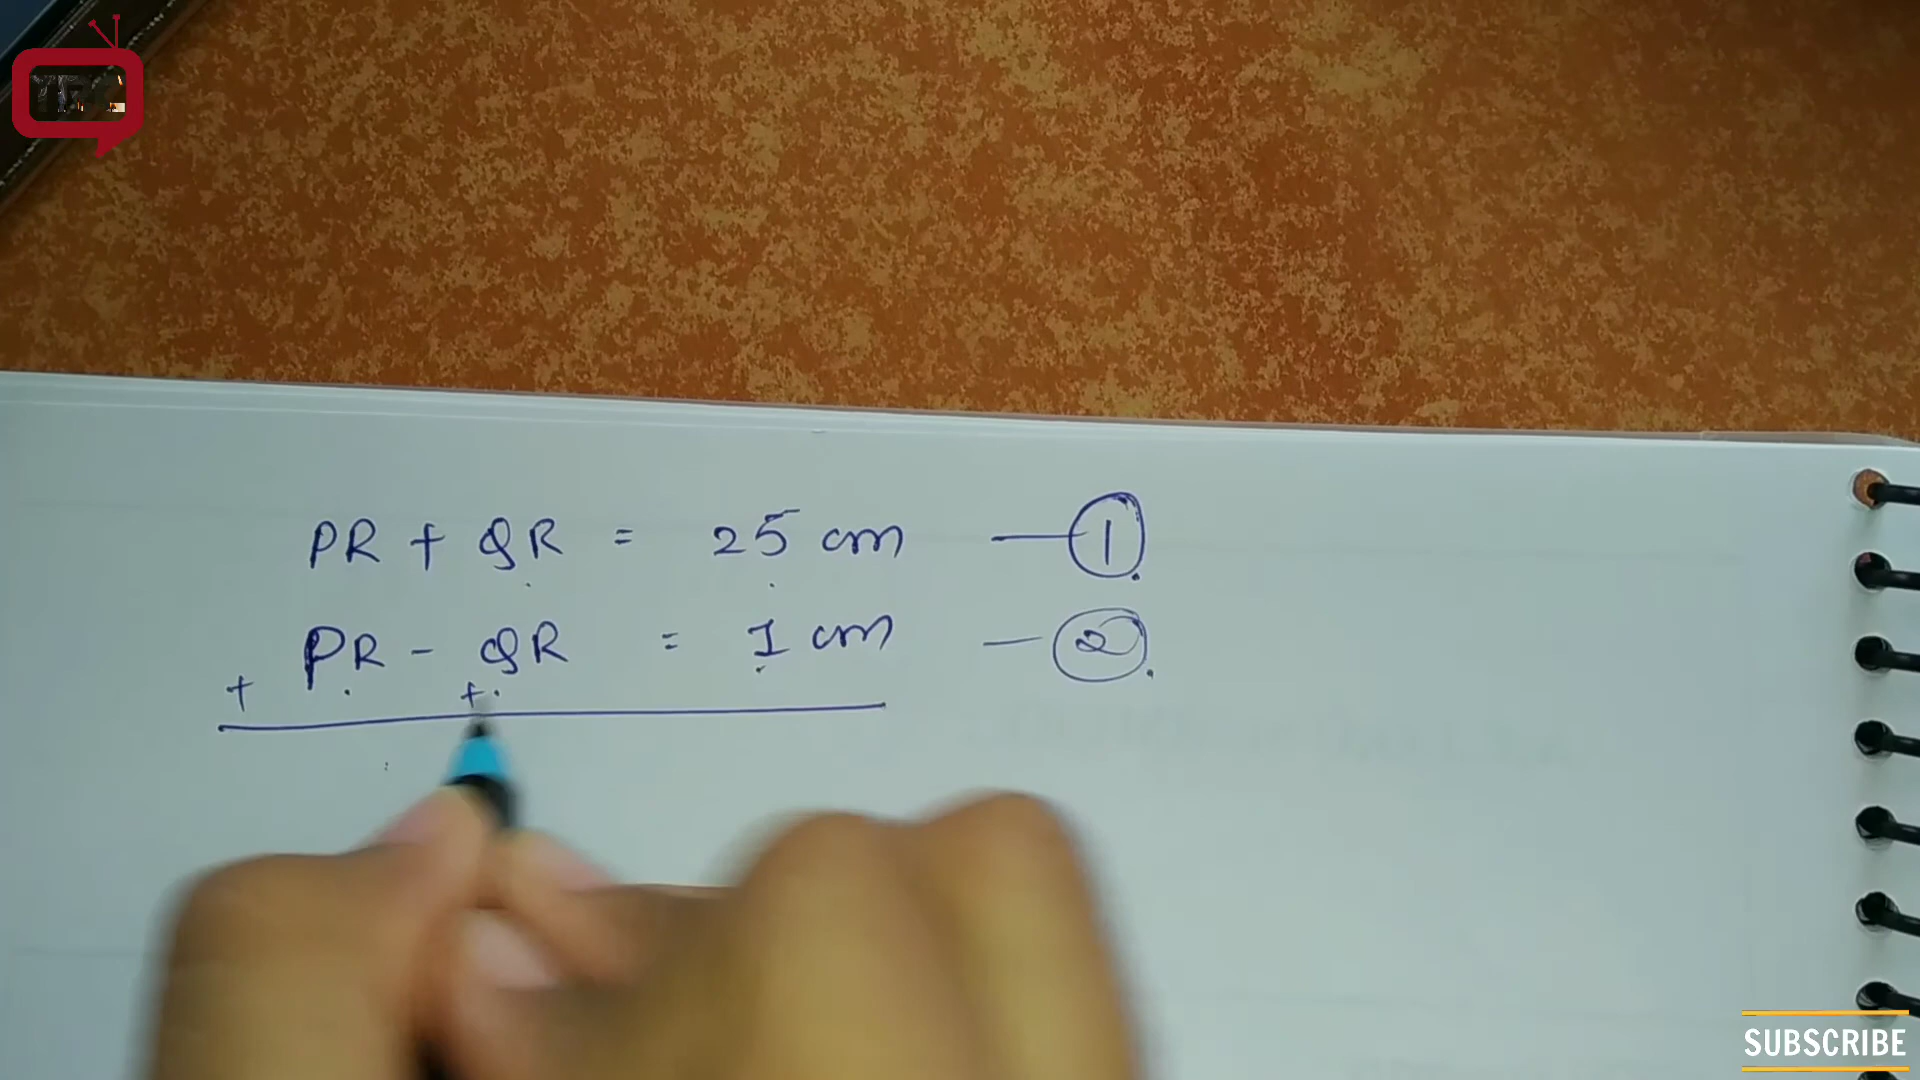 PR + QR = 25 cm — 1
PR - QR = 1 cm — 2
+ +
SUBSCRIBE